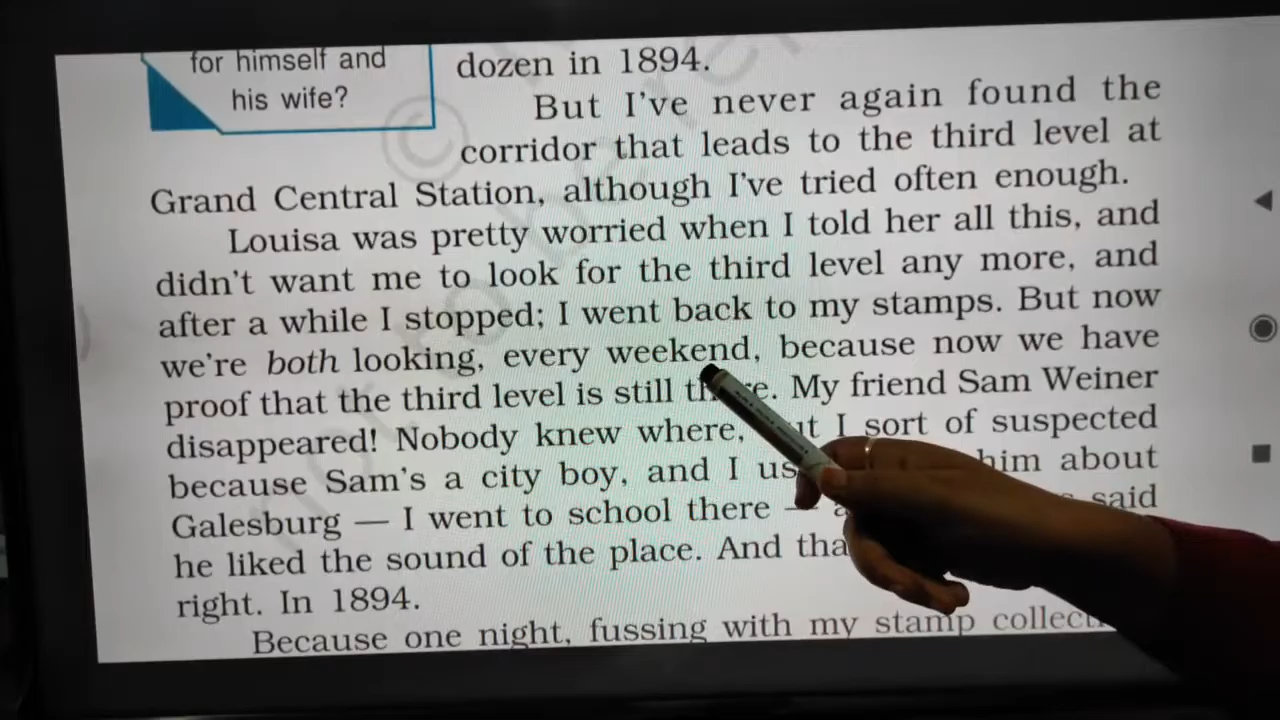 for himself and
his wife?
dozen in 1894.
But I've never again found the
corridor that leads to the third level at
Grand Central Station, although I've tried often enough.
Louisa was pretty worried when I told her all this, and
didn't want me to look for the third level any more, and
after a while I stopped; I went back to my stamps. But now
we're both looking, every weekend, because now we have
proof that the third level is still My friend Sam Weiner
disappeared! Nobody knew where, I sort of suspected
because Sam's a city boy, and I him about
Galesburg — I went to school there — said
he liked the sound of the place. And
right. In 1894.
Because one night, fussing with my stamp